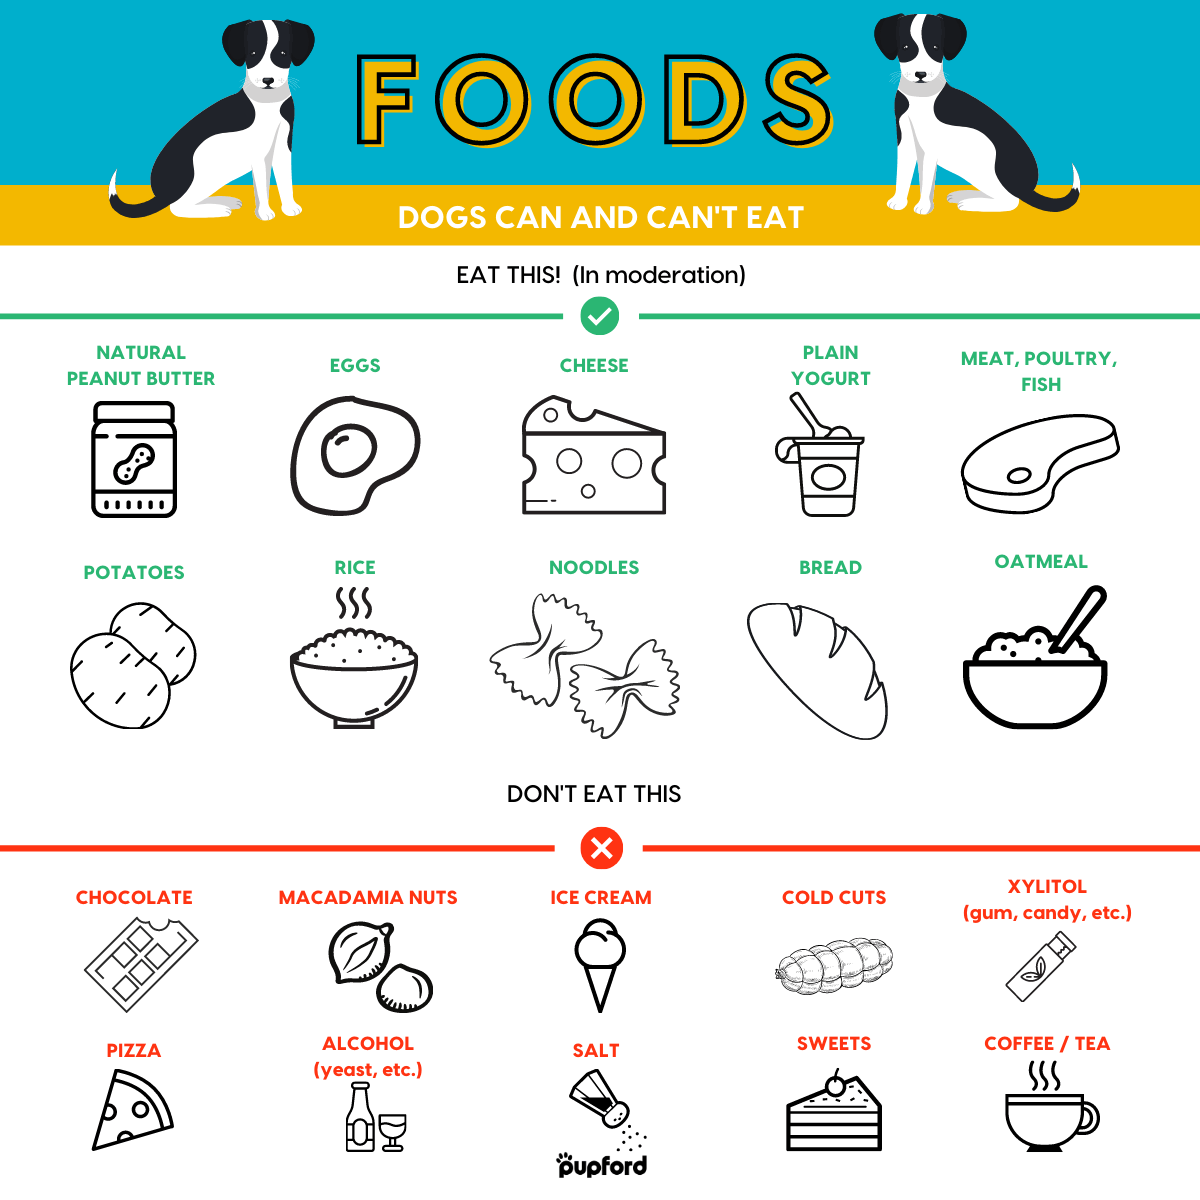 FOODS
DOGS CAN AND CAN'T EAT
EAT THIS! (In moderation)
NATURAL
PEANUT BUTTER
EGGS
CHEESE
PLAIN
YOGURT
MEAT, POULTRY,
FISH
POTATOES
RICE
NOODLES
BREAD
OATMEAL
DON'T EAT THIS
CHOCOLATE
MACADAMIA NUTS
ICE CREAM
COLD CUTS
XYLITOL
(gum, candy, etc.)
PIZZA
ALCOHOL
(yeast, etc.)
SALT
SWEETS
COFFEE / TEA
pupford